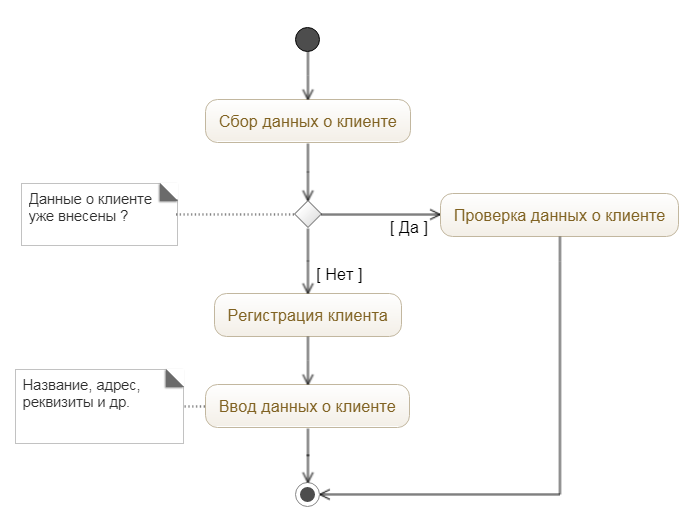 Сбор данных о клиенте
Данные о клиенте
уже внесены ?
Проверка данных о клиенте
[ Да ]
[ Нет ]
Регистрация клиента
Название, адрес,
реквизиты и др.
Ввод данных о клиенте